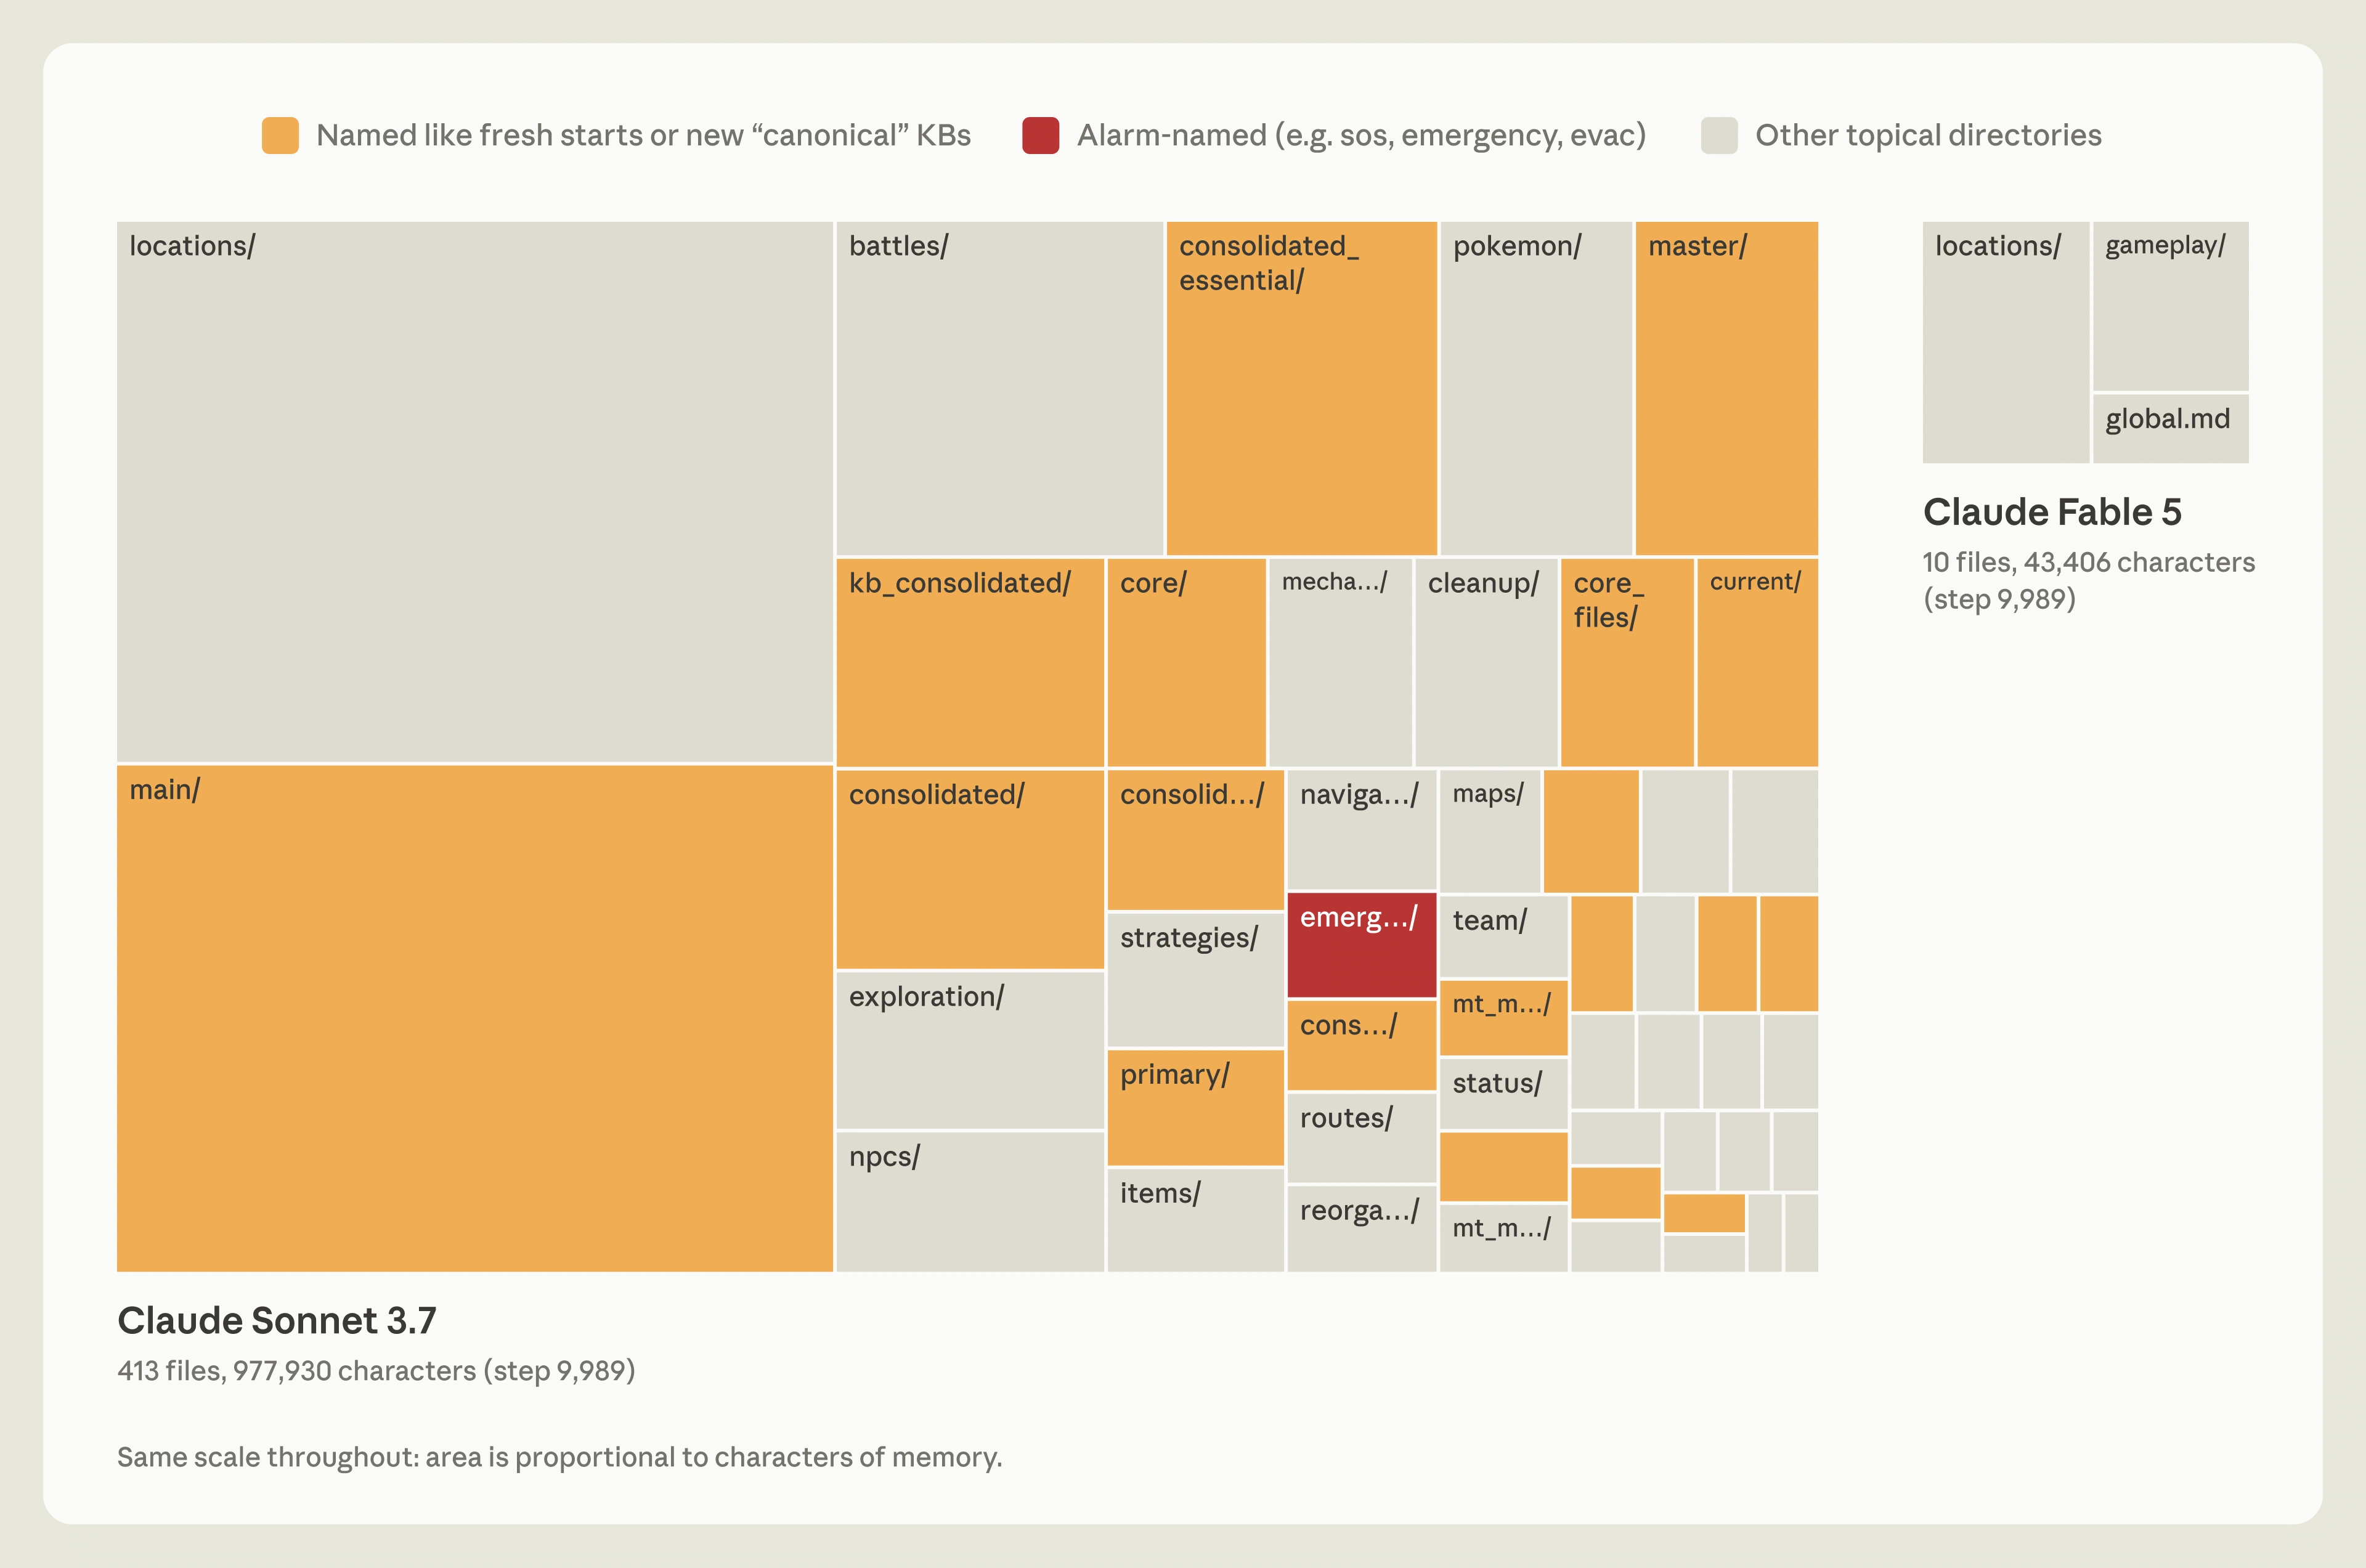 Named like fresh starts or new “canonical” KBs
Alarm-named (e.g. sos, emergency, evac)
Other topical directories
locations/
battles/
consolidated_
essential/
pokemon/
master/
locations/
gameplay/
global.md
Claude Fable 5
10 files, 43,406 characters
(step 9,989)
kb_consolidated/
core/
mecha.../
cleanup/
core_
files/
current/
main/
consolidated/
consolid.../
naviga.../
maps/
emerg.../
team/
strategies/
exploration/
mt_m.../
cons.../
primary/
status/
routes/
npcs/
items/
reorga.../
mt_m.../
Claude Sonnet 3.7
413 files, 977,930 characters (step 9,989)
Same scale throughout: area is proportional to characters of memory.